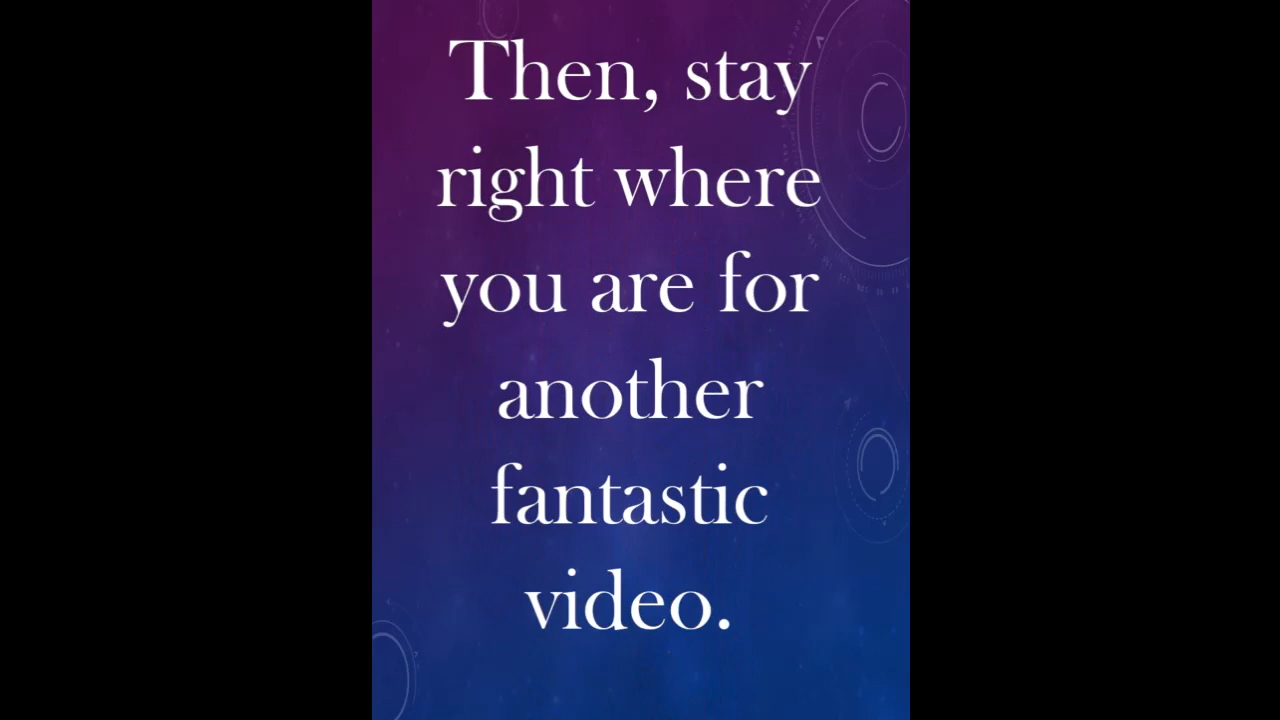 Then, stay
right where
you are for
another
fantastic
video.